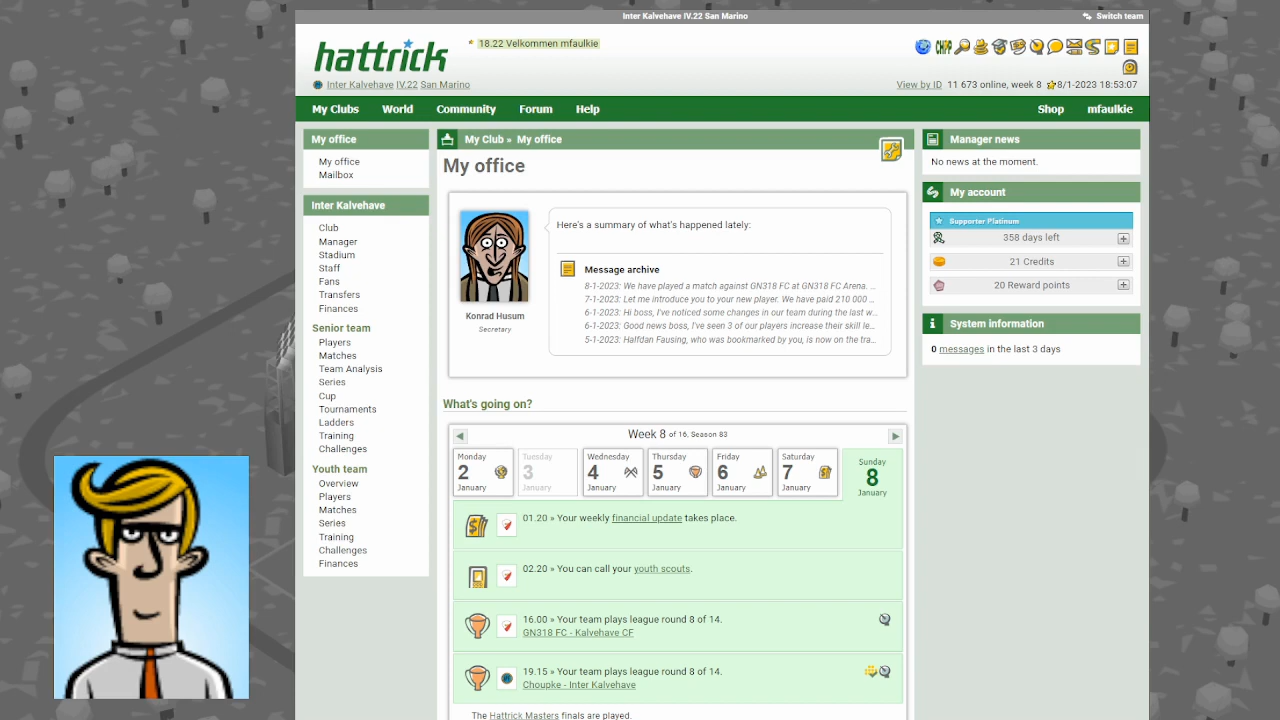 Inter Kalvehave IV.22 San Marino
Switch team
hattrick
18.22 Velkommen mfaulkie
CHPP
Inter Kalvehave IV.22 San Marino
View by ID 11 673 online, week 8 8/1-2023 18:53:07
My Clubs World Community Forum Help Shop mfaulkie
My office
My office
Mailbox
Inter Kalvehave
Club
Manager
Stadium
Staff
Fans
Transfers
Finances
Senior team
Players
Matches
Team Analysis
Series
Cup
Tournaments
Ladders
Training
Challenges
Youth team
Overview
Players
Matches
Series
Training
Challenges
Finances
My Club » My office
My office
Here's a summary of what's happened lately:
Message archive
8-1-2023: We have played a match against GN318 FC at GN318 FC Arena. ...
7-1-2023: Let me introduce you to your new player. We have paid 210 000 ...
6-1-2023: Hi boss, I've noticed some changes in our team during the last w...
6-1-2023: Good news boss, I've seen 3 of our players increase their skill le...
5-1-2023: Halfdan Fausing, who was bookmarked by you, is now on the tra...
Konrad Husum
Secretary
What's going on?
Week 8 of 16, Season 83
Monday
2
January
Tuesday
3
January
Wednesday
4
January
Thursday
5
January
Friday
6
January
Saturday
7
January
Sunday
8
January
01.20 » Your weekly financial update takes place.
02.20 » You can call your youth scouts.
16.00 » Your team plays league round 8 of 14.
GN318 FC - Kalvehave CF
19.15 » Your team plays league round 8 of 14.
Choupke - Inter Kalvehave
The Hattrick Masters finals are played.
Manager news
No news at the moment.
My account
Supporter Platinum
358 days left
21 Credits
20 Reward points
System information
0 messages in the last 3 days